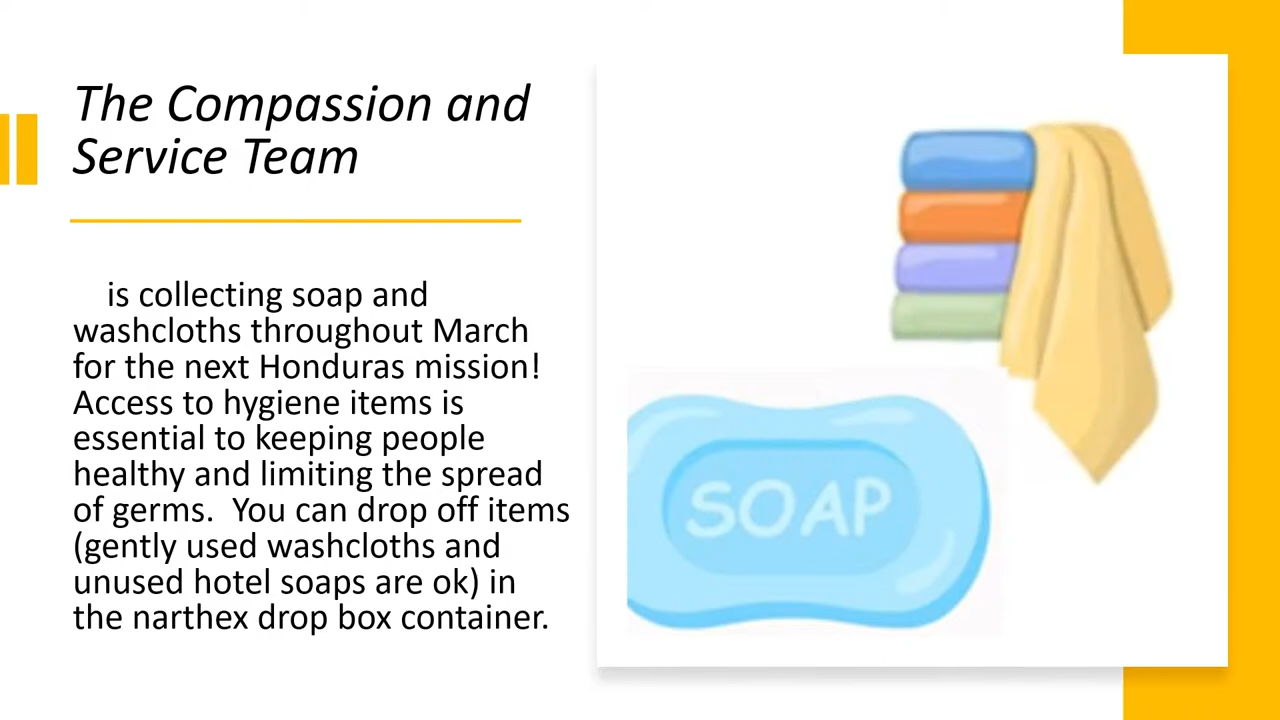 The Compassion and
Service Team
is collecting soap and
washcloths throughout March
for the next Honduras mission!
Access to hygiene items is
essential to keeping people
healthy and limiting the spread
of germs.  You can drop off items
(gently used washcloths and
unused hotel soaps are ok) in
the narthex drop box container.
SOAP